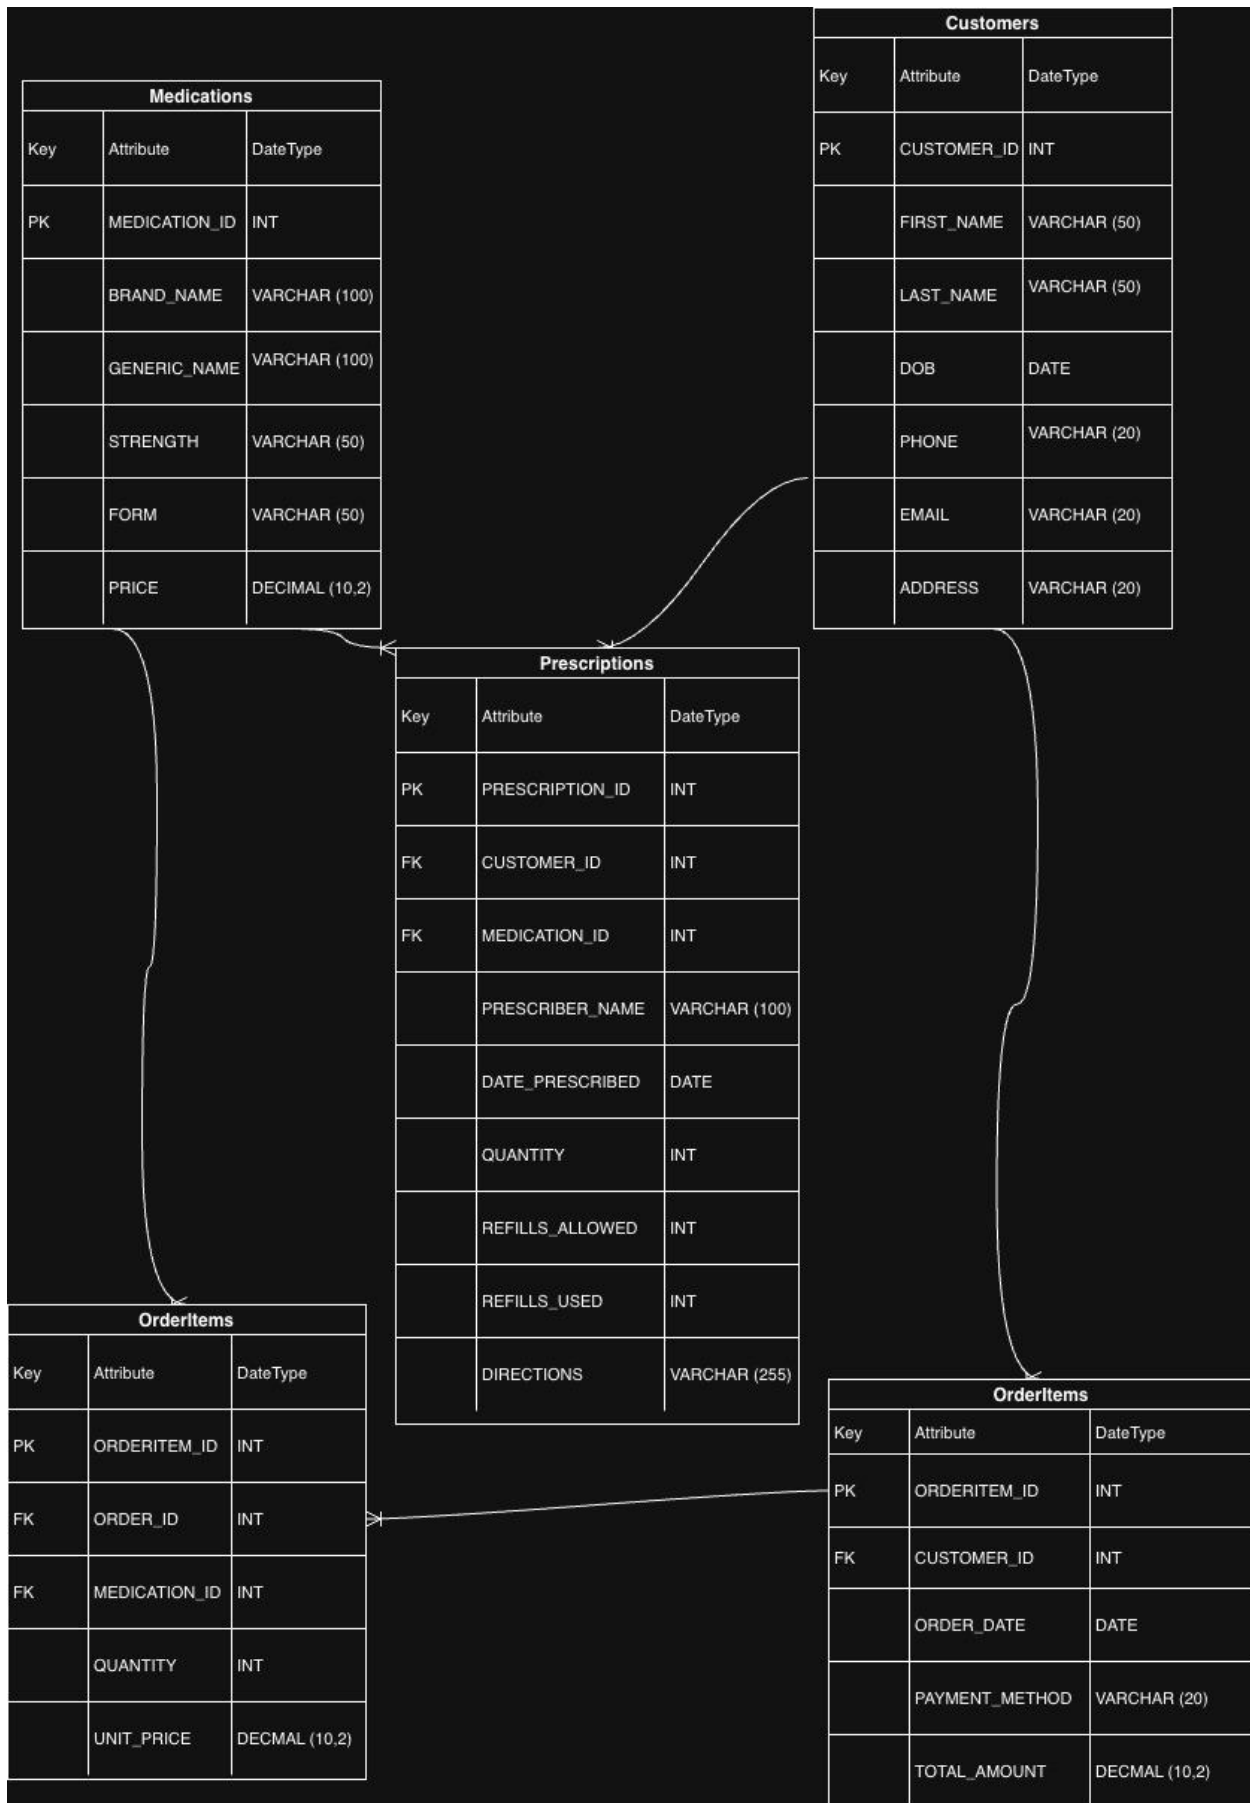 Customers
Key Attribute DateType
PK CUSTOMER_ID INT
FIRST_NAME VARCHAR (50)
LAST_NAME VARCHAR (50)
DOB DATE
PHONE VARCHAR (20)
EMAIL VARCHAR (20)
ADDRESS VARCHAR (20)
Medications
Key Attribute DateType
PK MEDICATION_ID INT
BRAND_NAME VARCHAR (100)
GENERIC_NAME VARCHAR (100)
STRENGTH VARCHAR (50)
FORM VARCHAR (50)
PRICE DECIMAL (10,2)
Prescriptions
Key Attribute DateType
PK PRESCRIPTION_ID INT
FK CUSTOMER_ID INT
FK MEDICATION_ID INT
PRESCRIBER_NAME VARCHAR (100)
DATE_PRESCRIBED DATE
QUANTITY INT
REFILLS_ALLOWED INT
REFILLS_USED INT
DIRECTIONS VARCHAR (255)
OrderItems
Key Attribute DateType
PK ORDERITEM_ID INT
FK ORDER_ID INT
FK MEDICATION_ID INT
QUANTITY INT
UNIT_PRICE DECMAL (10,2)
OrderItems
Key Attribute DateType
PK ORDERITEM_ID INT
FK CUSTOMER_ID INT
ORDER_DATE DATE
PAYMENT_METHOD VARCHAR (20)
TOTAL_AMOUNT DECMAL (10,2)